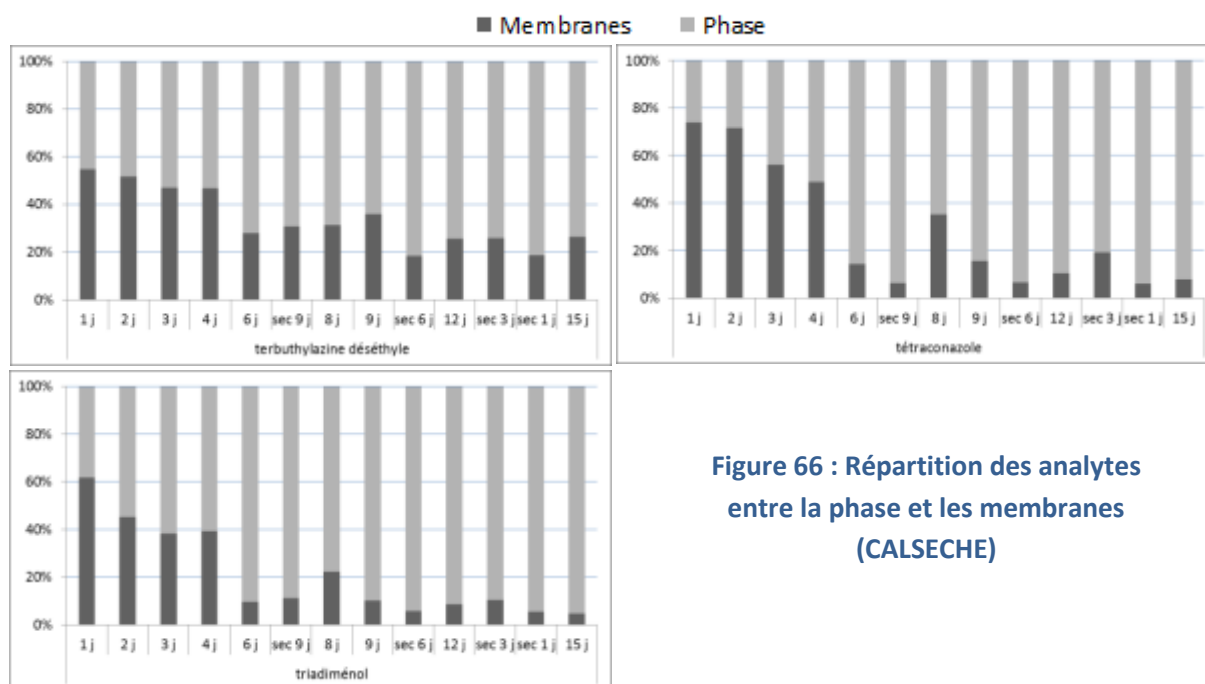 Membranes Phase
100%
80%
60%
40%
20%
0%
1 j 2 j 3 j 4 j 6 j sec 9 j 8 j 9 j sec 6 j 12 j sec 3 j sec 1 j 15 j
terbuthylazine déséthyle
100%
80%
60%
40%
20%
0%
1 j 2 j 3 j 4 j 6 j sec 9 j 8 j 9 j sec 6 j 12 j sec 3 j sec 1 j 15 j
tétraconazole
100%
80%
60%
40%
20%
0%
1 j 2 j 3 j 4 j 6 j sec 9 j 8 j 9 j sec 6 j 12 j sec 3 j sec 1 j 15 j
triadiménol
Figure 66 : Répartition des analytes
entre la phase et les membranes
(CALSECHE)